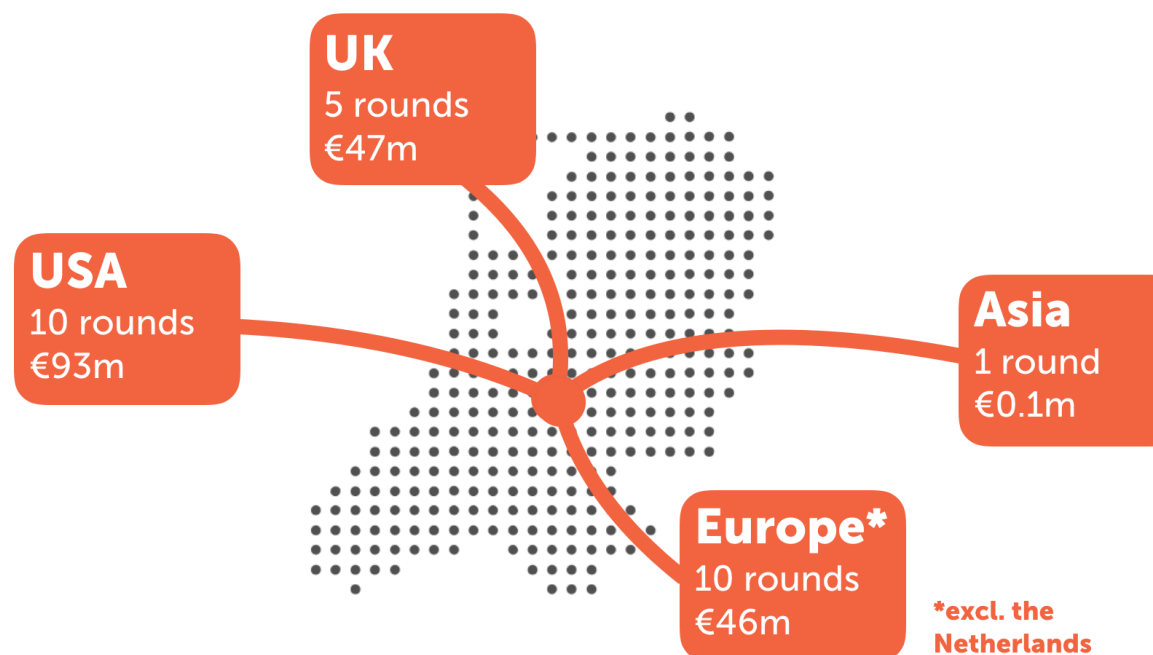 UK
5 rounds
€47m
USA
10 rounds
€93m
Asia
1 round
€0.1m
Europe*
10 rounds
€46m
*excl. the
Netherlands